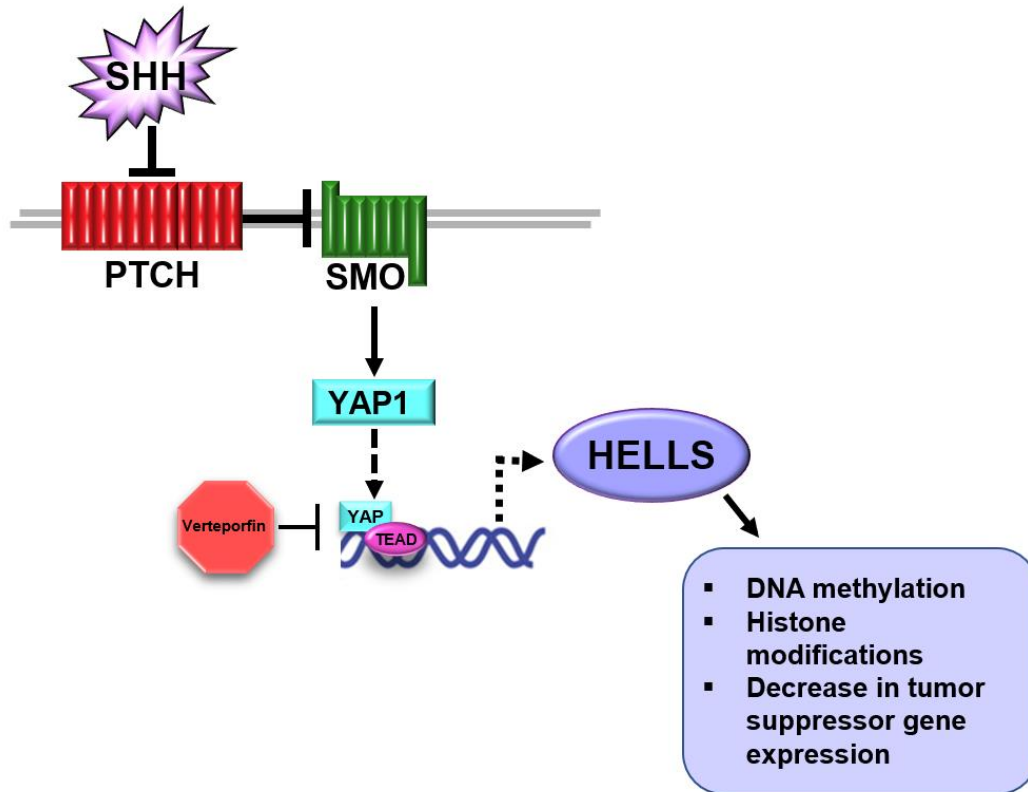 SHH
PTCH
SMO
YAP1
HELLS
Verteporfin
YAP
TEAD
▪ DNA methylation
▪ Histone
modifications
▪ Decrease in tumor
suppressor gene
expression